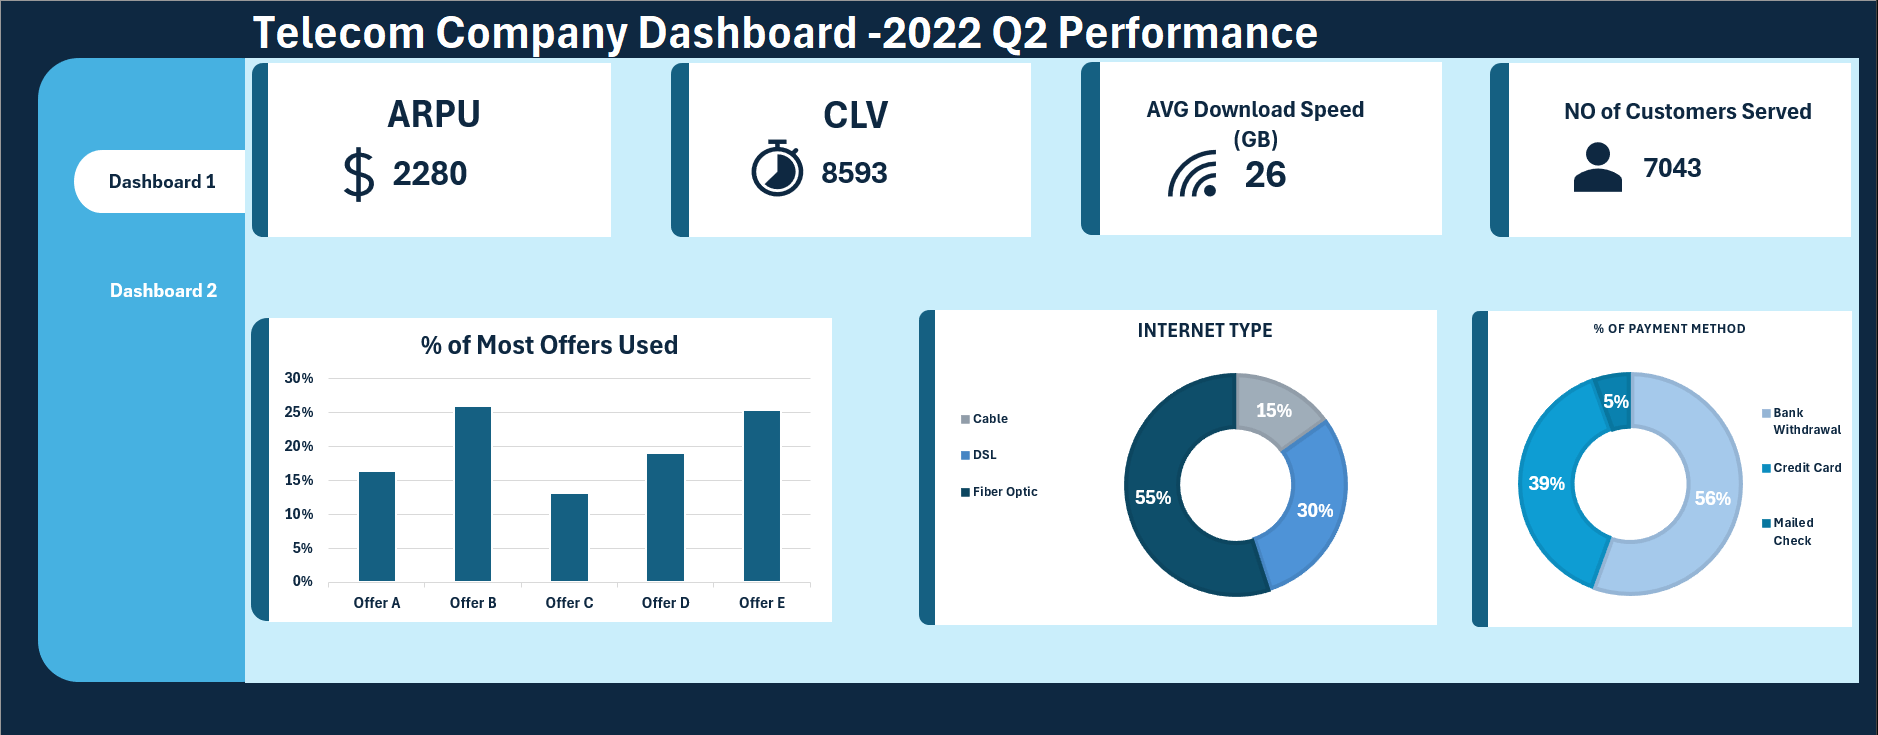 Telecom Company Dashboard -2022 Q2 Performance
Dashboard 1
Dashboard 2
ARPU
$ 2280
CLV
8593
AVG Download Speed
(GB)
26
NO of Customers Served
7043
% of Most Offers Used
30%
25%
20%
15%
10%
5%
0%
Offer A Offer B Offer C Offer D Offer E
INTERNET TYPE
Cable
DSL
Fiber Optic
15%
30%
55%
% OF PAYMENT METHOD
5%
39%
56%
Bank
Withdrawal
Credit Card
Mailed
Check